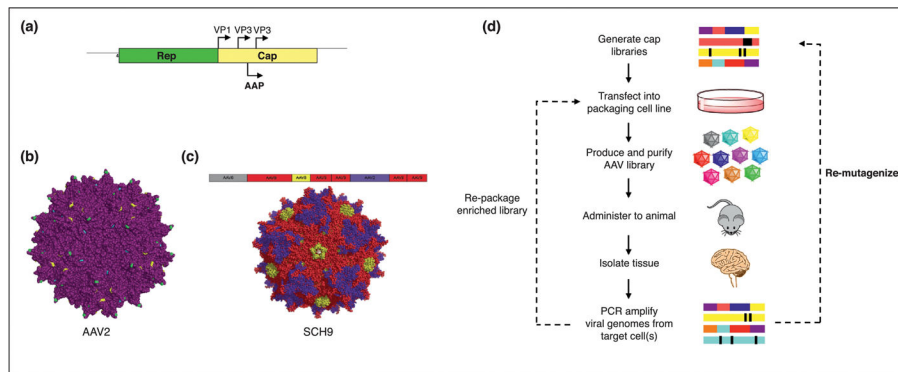 (a)
VP1 VP3 VP3
Rep
Cap
AAP
(b)
AAV2
(c)
SCH9
(d)
Generate cap
libraries
Transfect into
packaging cell line
Produce and purify
AAV library
Administer to animal
Isolate tissue
PCR amplify
viral genomes from
target cell(s)
Re-package
enriched library
Re-mutagenize